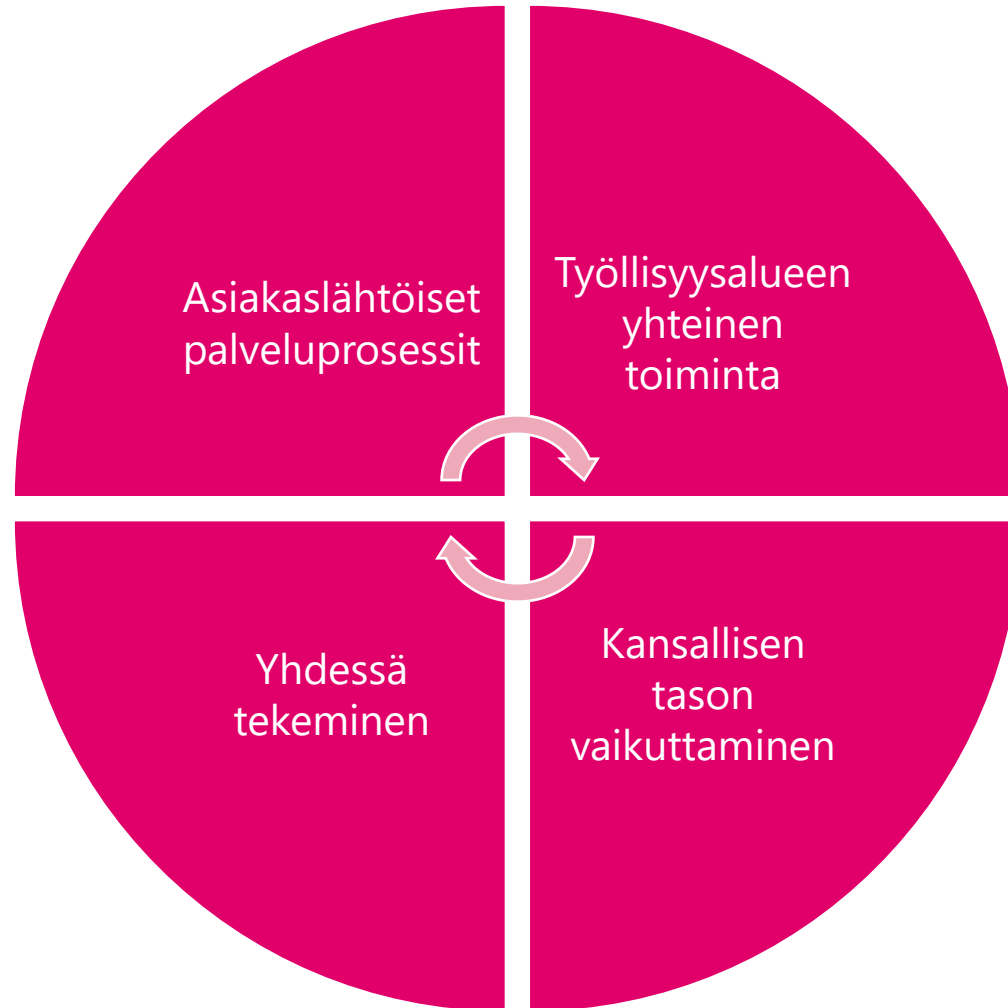 Asiakaslähtöiset
palveluprosessit
Työllisyysalueen
yhteinen
toiminta
Yhdessä
tekeminen
Kansallisen
tason
vaikuttaminen